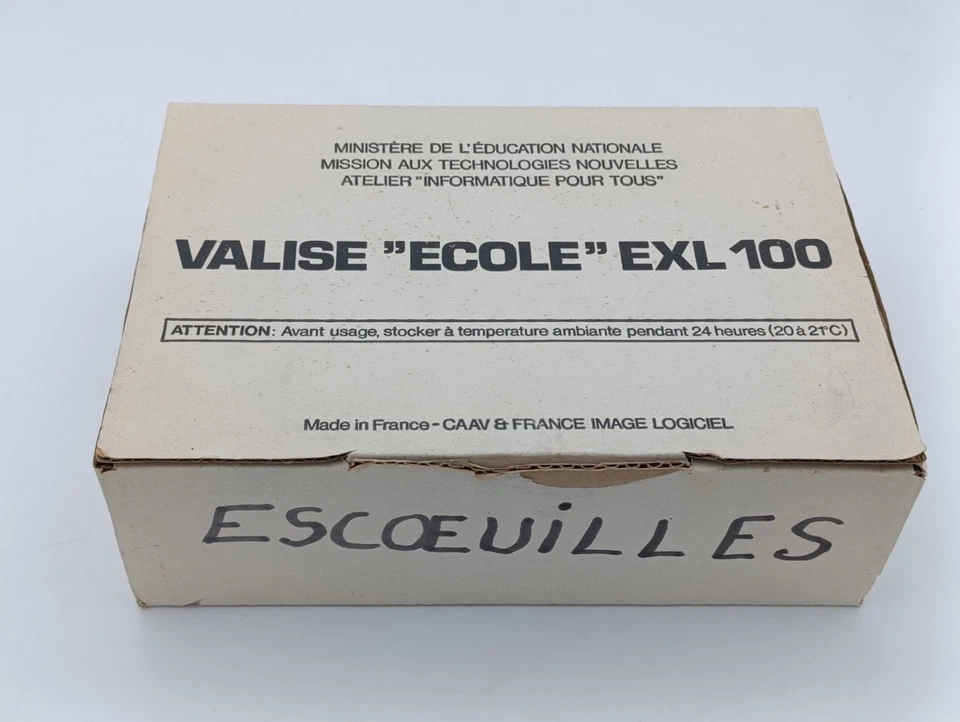 MINISTÈRE DE L'ÉDUCATION NATIONALE
MISSION AUX TECHNOLOGIES NOUVELLES
ATELIER "INFORMATIQUE POUR TOUS"
VALISE "ECOLE" EXL 100
ATTENTION: Avant usage, stocker à temperature ambiante pendant 24 heures (20 à 21°C)
Made in France - CAAV & FRANCE IMAGE LOGICIEL
ESCŒUiLLES